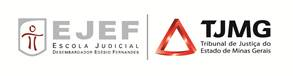 EJEF
ESCOLA JUDICIAL
DESEMBARGADOR EDÉSIO FERNANDES
TJMG
Tribunal de Justiça do
Estado de Minas Gerais